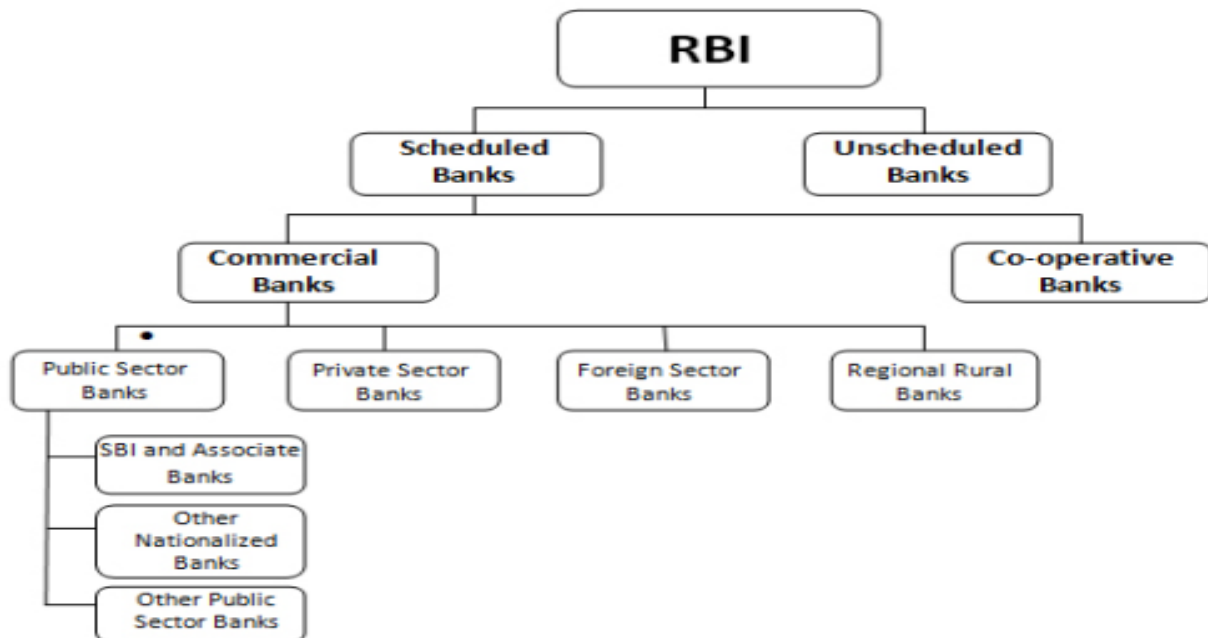 RBI
Scheduled
Banks
Unscheduled
Banks
Commercial
Banks
Co-operative
Banks
Public Sector
Banks
Private Sector
Banks
Foreign Sector
Banks
Regional Rural
Banks
SBI and Associate
Banks
Other
Nationalized
Banks
Other Public
Sector Banks